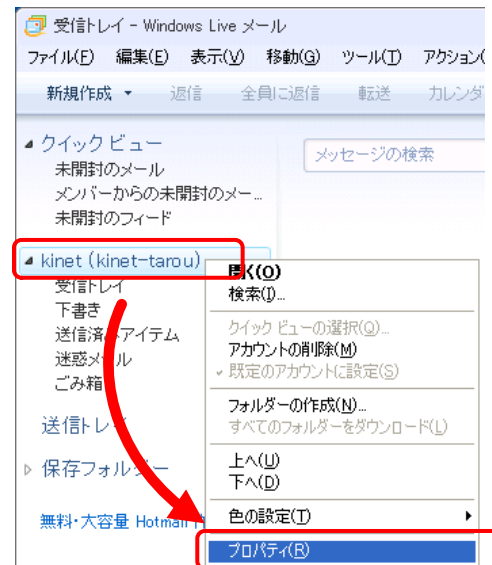 受信トレイ - Windows Live メール
ファイル(F) 編集(E) 表示(V) 移動(G) ツール(T) アクション(
新規作成 返信 全員に返信 転送 カレンダ
クイック ビュー
メッセージの検索
未開封のメール
メンバーからの未開封のメー...
未開封のフィード
kinet (kinet-tarou)
受信トレイ
下書き
送信済みアイテム
迷惑メール
ごみ箱
送信トレイ
保存フォルダー
無料・大容量 Hotmail
開く(O)
検索(I)...
クイック ビューの選択(Q)...
アカウントの削除(M)
既定のアカウントに設定(S)
フォルダーの作成(N)...
すべてのフォルダーをダウンロード(L)
上へ(U)
下へ(D)
色の設定(T)
プロパティ(R)